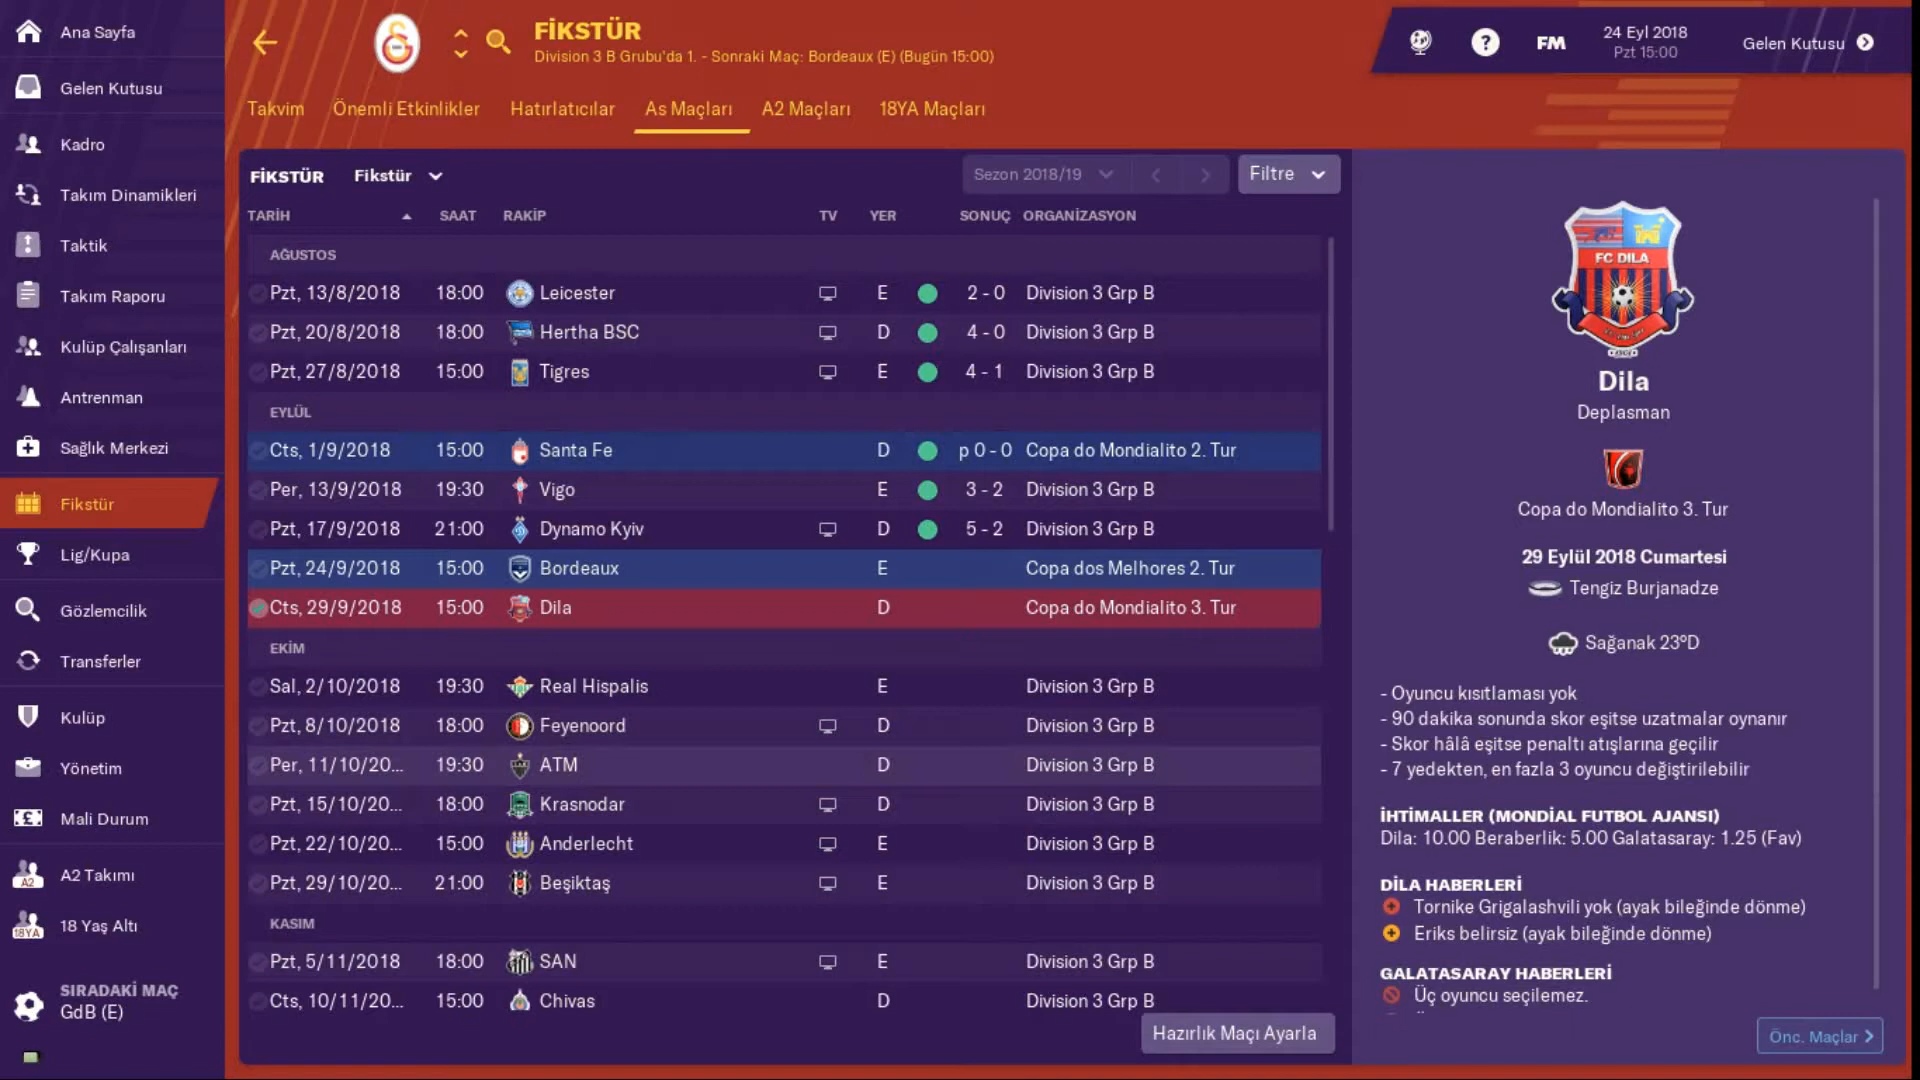 Ana Sayfa
Gelen Kutusu
Kadro
Takım Dinamikleri
Taktik
Takım Raporu
Kulüp Çalışanları
Antrenman
Sağlık Merkezi
Fikstür
Lig/Kupa
Gözlemcilik
Transferler
Kulüp
Yönetim
Mali Durum
A2
A2 Takımı
18YA
18 Yaş Altı
SIRADAKİ MAÇ
GdB (E)
FİKSTÜR
Division 3 B Grubu'da 1. - Sonraki Maç: Bordeaux (E) (Bugün 15:00)
? FM
24 Eyl 2018
Pzt 15:00
Gelen Kutusu
Takvim Önemli Etkinlikler Hatırlatıcılar As Maçları A2 Maçları 18YA Maçları
FİKSTÜR Fikstür Sezon 2018/19 Filtre
TARİH SAAT RAKİP TV YER SONUÇ ORGANİZASYON
AĞUSTOS
Pzt, 13/8/2018 18:00 Leicester E 2 - 0 Division 3 Grp B
Pzt, 20/8/2018 18:00 Hertha BSC D 4 - 0 Division 3 Grp B
Pzt, 27/8/2018 15:00 Tigres E 4 - 1 Division 3 Grp B
EYLÜL
Cts, 1/9/2018 15:00 Santa Fe D p 0 - 0 Copa do Mondialito 2. Tur
Per, 13/9/2018 19:30 Vigo E 3 - 2 Division 3 Grp B
Pzt, 17/9/2018 21:00 Dynamo Kyiv D 5 - 2 Division 3 Grp B
Pzt, 24/9/2018 15:00 Bordeaux E Copa dos Melhores 2. Tur
Cts, 29/9/2018 15:00 Dila D Copa do Mondialito 3. Tur
EKİM
Sal, 2/10/2018 19:30 Real Hispalis E Division 3 Grp B
Pzt, 8/10/2018 18:00 Feyenoord D Division 3 Grp B
Per, 11/10/20... 19:30 ATM D Division 3 Grp B
Pzt, 15/10/20... 18:00 Krasnodar D Division 3 Grp B
Pzt, 22/10/20... 15:00 Anderlecht E Division 3 Grp B
Pzt, 29/10/20... 21:00 Beşiktaş E Division 3 Grp B
KASIM
Pzt, 5/11/2018 18:00 SAN E Division 3 Grp B
Cts, 10/11/20... 15:00 Chivas D Division 3 Grp B
Hazırlık Maçı Ayarla
FC DILA
Dila
Deplasman
Copa do Mondialito 3. Tur
29 Eylül 2018 Cumartesi
Tengiz Burjanadze
Sağanak 23°D
- Oyuncu kısıtlaması yok
- 90 dakika sonunda skor eşitse uzatmalar oynanır
- Skor hâlâ eşitse penaltı atışlarına geçilir
- 7 yedekten, en fazla 3 oyuncu değiştirilebilir
İHTİMALLER (MONDİAL FUTBOL AJANSI)
Dila: 10.00 Beraberlik: 5.00 Galatasaray: 1.25 (Fav)
DİLA HABERLERİ
Tornike Grigalashvili yok (ayak bileğinde dönme)
Eriks belirsiz (ayak bileğinde dönme)
GALATASARAY HABERLERİ
Üç oyuncu seçilemez.
Önc. Maçlar